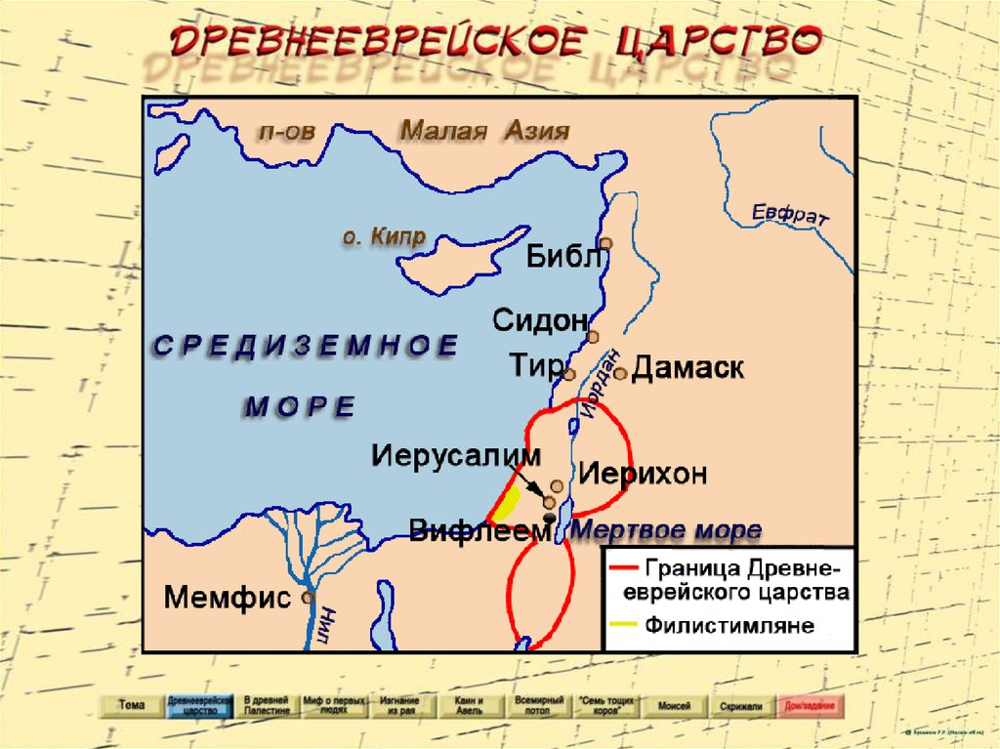 ДРЕВНЕЕВРЕЙСКОЕ ЦАРСТВО
п-ов Малая Азия
Евфрат
о. Кипр
Библ
Сидон
СРЕДИЗЕМНОЕ
МОРЕ
Тир
Иордан
Дамаск
Иерусалим
Иерихон
Вифлеем
Мертвое море
Мемфис
Нил
Граница Древне-
еврейского царства
Филистимляне
Тема
Древнееврейское
царство
В древней
Палестине
Миф о первых
людях
Изгнание
из рая
Каин и
Авель
Всемирный
потоп
"Семь тощих
коров"
Моисей
Скрижали
Дом/задание